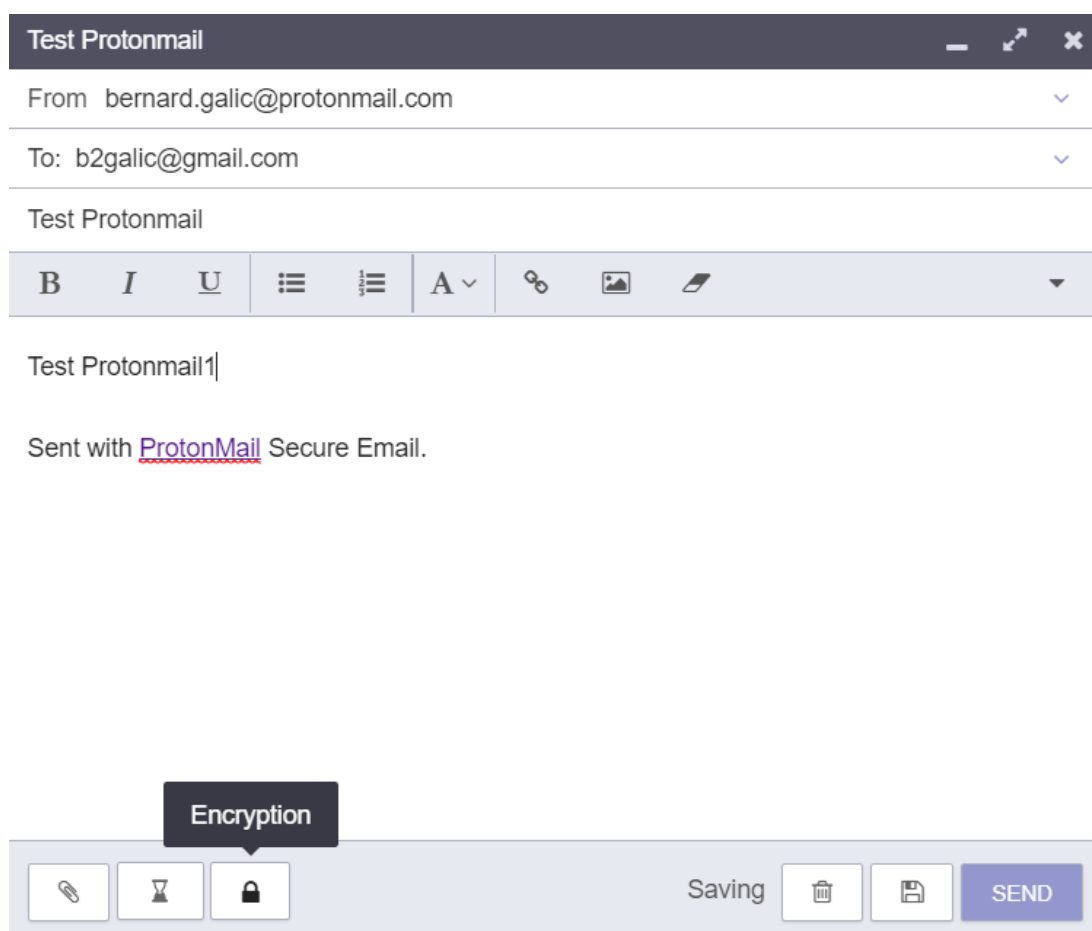 Test Protonmail
From bernard.galic@protonmail.com
To: b2galic@gmail.com
Test Protonmail
B I U A
Test Protonmail1
Sent with ProtonMail Secure Email.
Encryption
Saving SEND